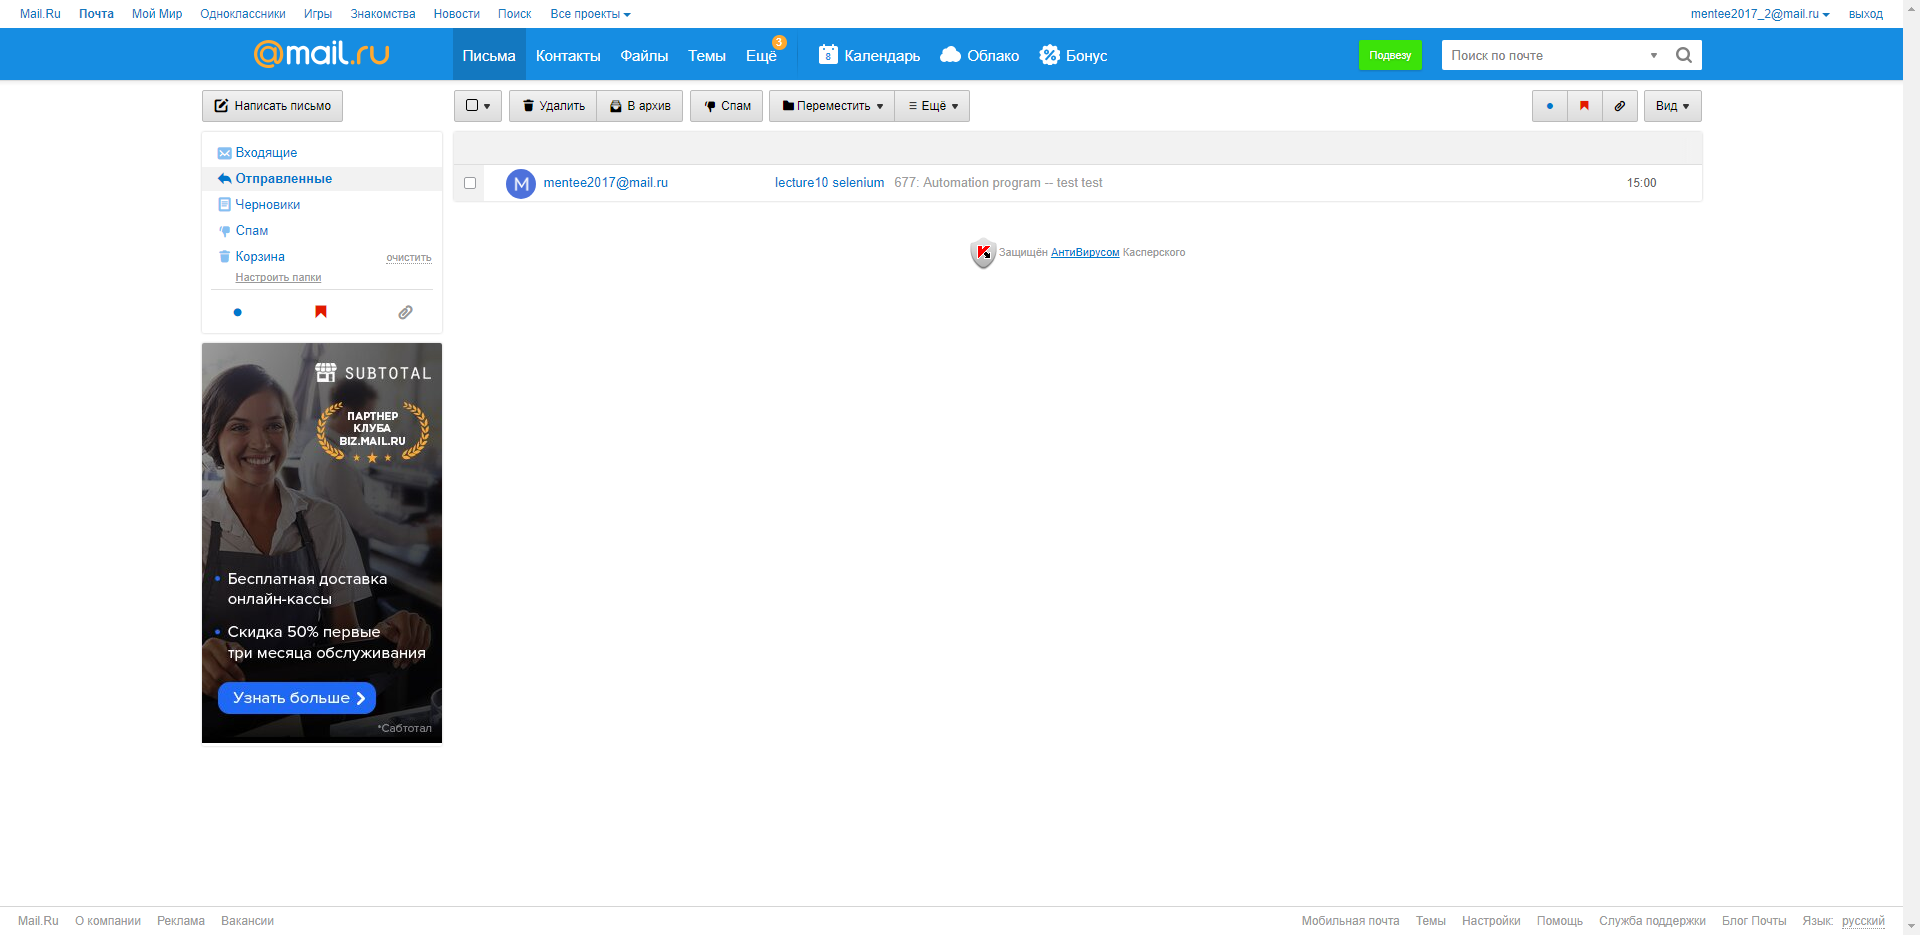 Mail.Ru Почта Мой Мир Одноклассники Игры Знакомства Новости Поиск Все проекты mentee2017_2@mail.ru выход
@mail.ru Письма Контакты Файлы Темы Ещё 3 8 Календарь Облако Бонус Подвезу Поиск по почте
Написать письмо Удалить В архив Спам Переместить Ещё Вид
Входящие
Отправленные
Черновики
Спам
Корзина очистить
Настроить папки
M mentee2017@mail.ru lecture10 selenium 677: Automation program -- test test 15:00
Защищён АнтиВирусом Касперского
SUBTOTAL
ПАРТНЕР
КЛУБА
BIZ.MAIL.RU
Бесплатная доставка
онлайн-кассы
Скидка 50% первые
три месяца обслуживания
Узнать больше
*Сабтотал
Mail.Ru О компании Реклама Вакансии Мобильная почта Темы Настройки Помощь Служба поддержки Блог Почты Язык: русский